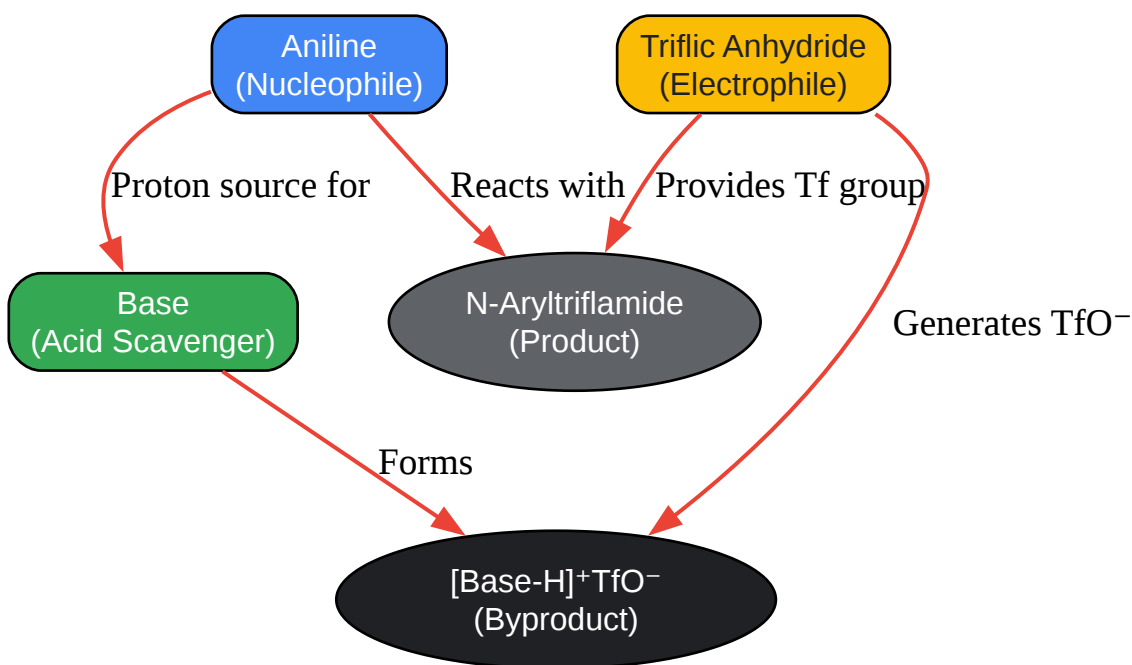 Aniline
(Nucleophile)
Triflic Anhydride
(Electrophile)
Proton source for
Reacts with
Provides Tf group
Base
(Acid Scavenger)
N-Aryltriflamide
(Product)
Generates TfO⁻
Forms
[Base-H]⁺TfO⁻
(Byproduct)